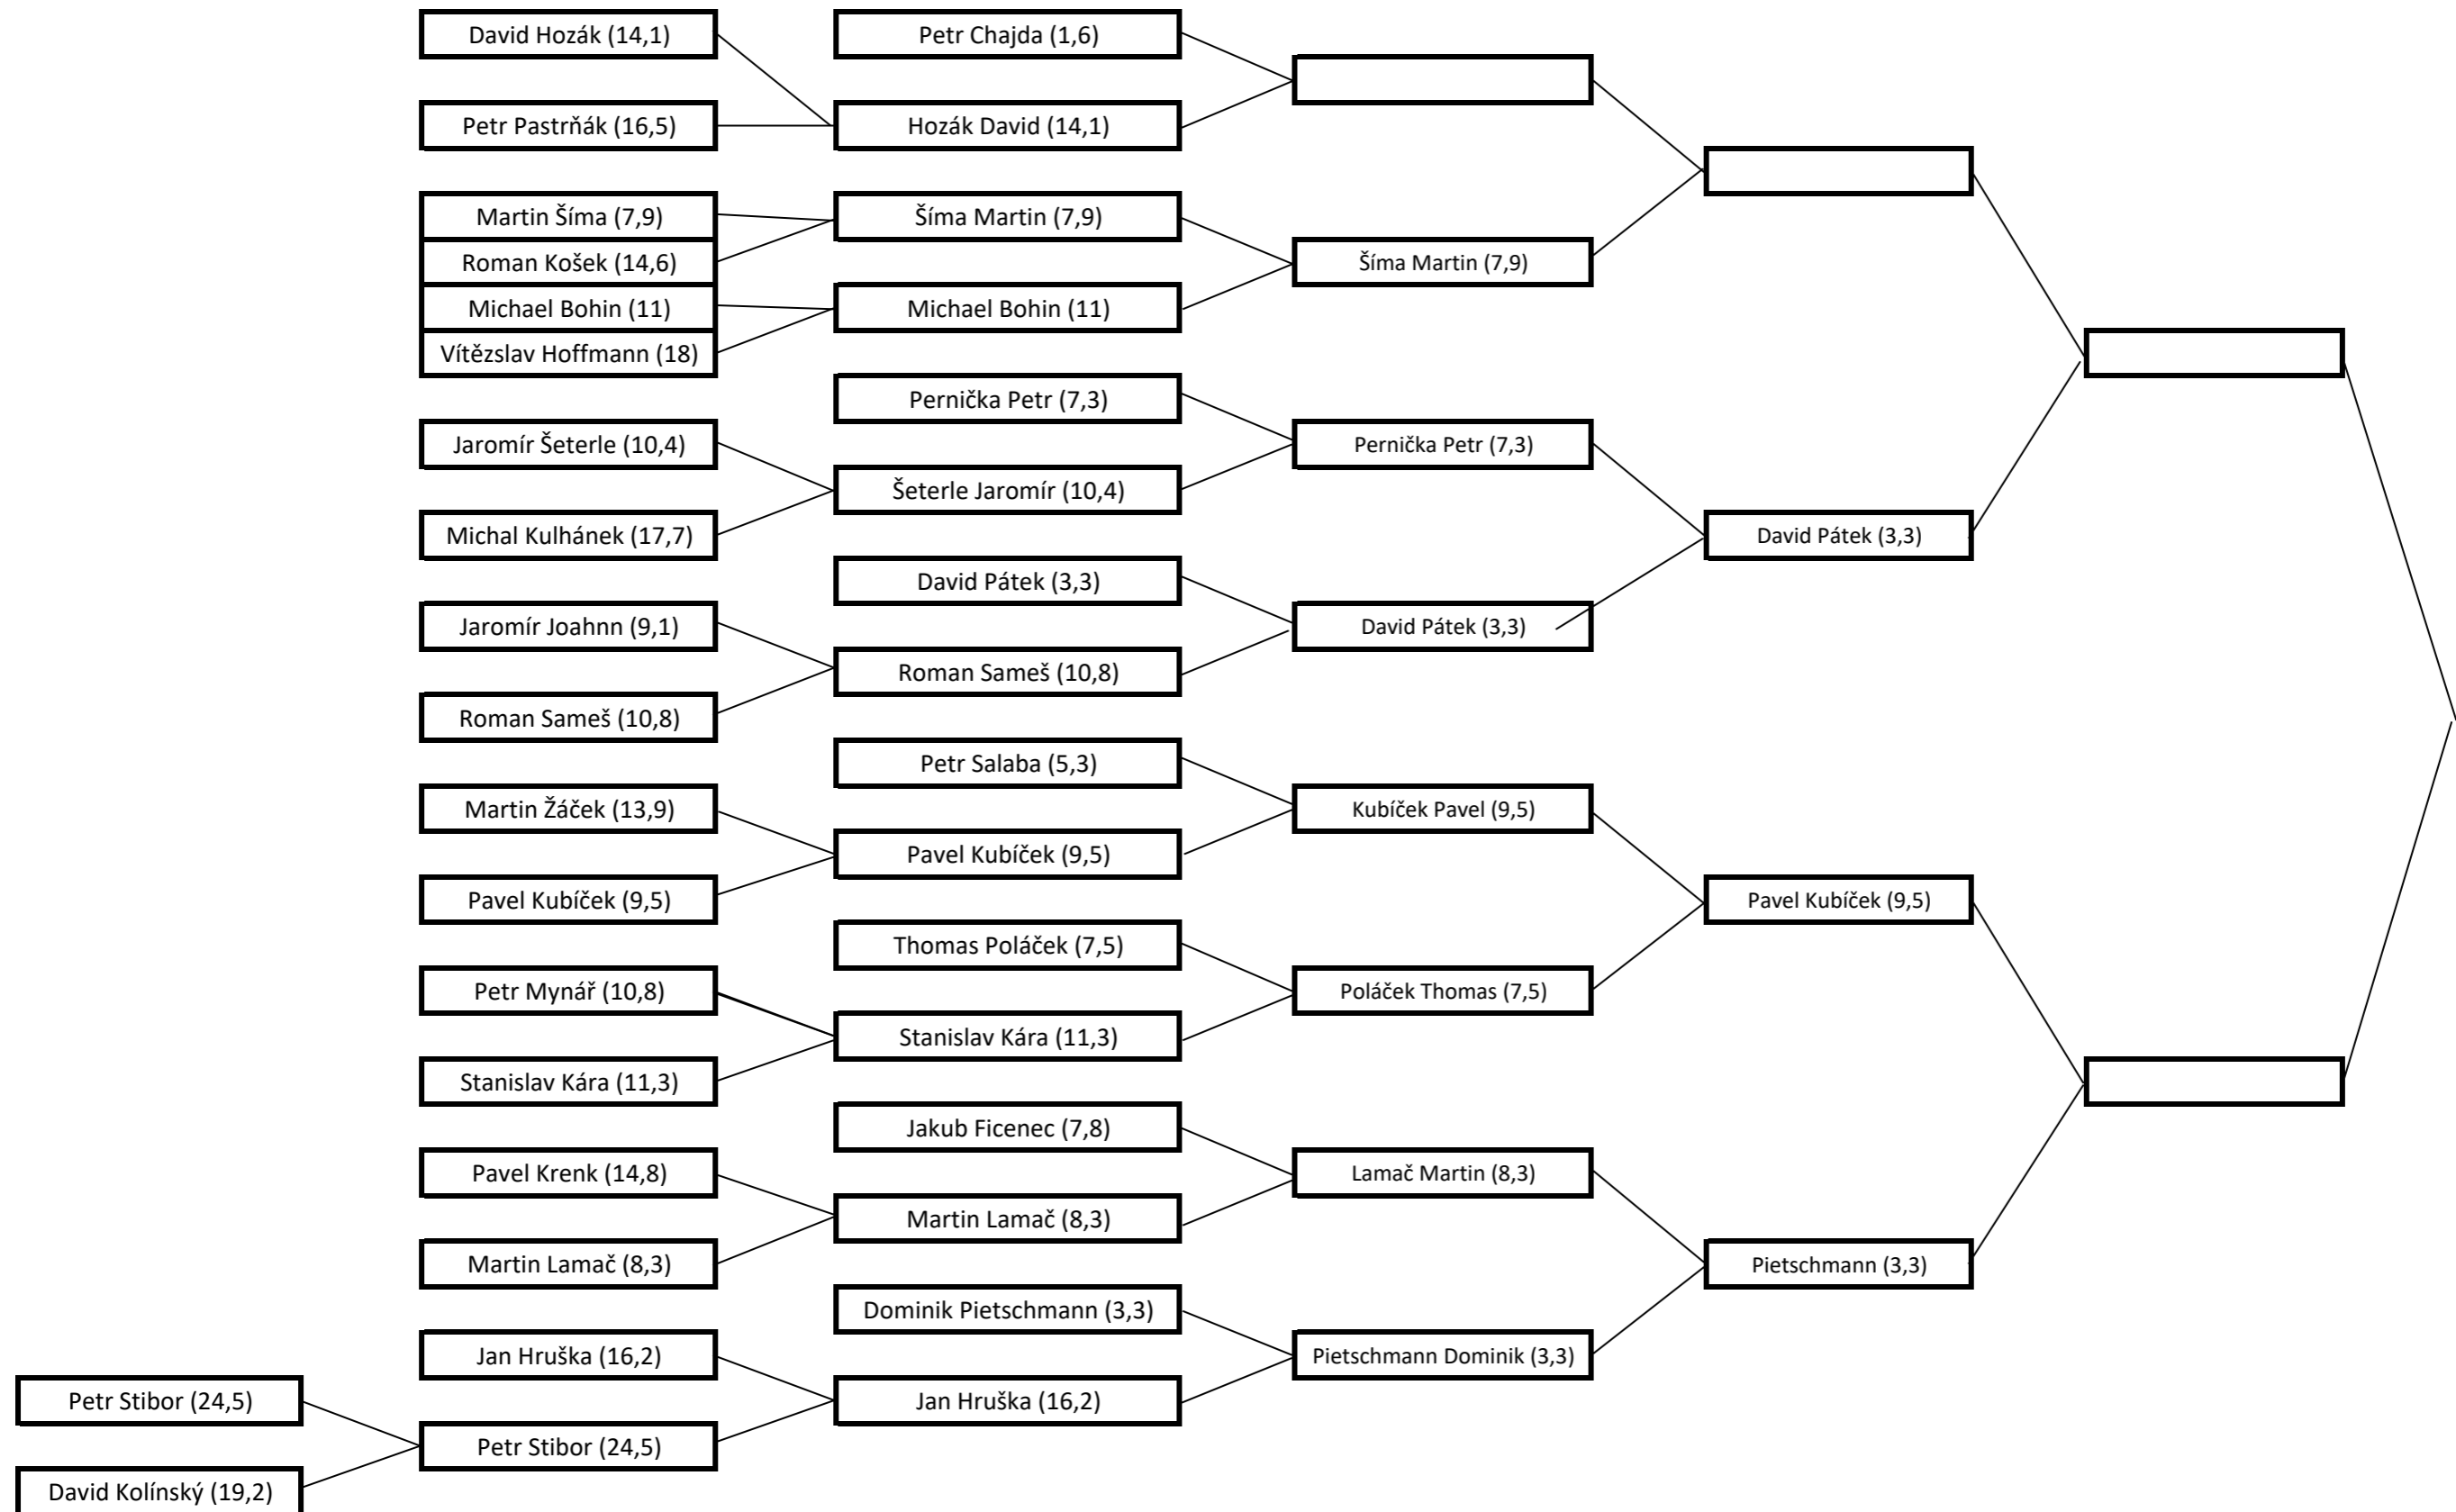 David Hozák (14,1)
Petr Pastrňák (16,5)
Martin Šíma (7,9)
Roman Košek (14,6)
Michael Bohin (11)
Vítězslav Hoffmann (18)
Jaromír Šeterle (10,4)
Michal Kulhánek (17,7)
Jaromír Joahnn (9,1)
Roman Sameš (10,8)
Martin Žáček (13,9)
Pavel Kubíček (9,5)
Petr Mynář (10,8)
Stanislav Kára (11,3)
Pavel Krenk (14,8)
Martin Lamač (8,3)
Jan Hruška (16,2)
Petr Stibor (24,5)
Petr Stibor (24,5)
David Kolínský (19,2)
Petr Chajda (1,6)
Hozák David (14,1)
Šíma Martin (7,9)
Michael Bohin (11)
Pernička Petr (7,3)
Šeterle Jaromír (10,4)
David Pátek (3,3)
Roman Sameš (10,8)
Petr Salaba (5,3)
Pavel Kubíček (9,5)
Thomas Poláček (7,5)
Stanislav Kára (11,3)
Jakub Ficenec (7,8)
Martin Lamač (8,3)
Dominik Pietschmann (3,3)
Jan Hruška (16,2)
Šíma Martin (7,9)
Pernička Petr (7,3)
David Pátek (3,3)
Kubíček Pavel (9,5)
Poláček Thomas (7,5)
Lamač Martin (8,3)
Pietschmann Dominik (3,3)
David Pátek (3,3)
Pavel Kubíček (9,5)
Pietschmann (3,3)